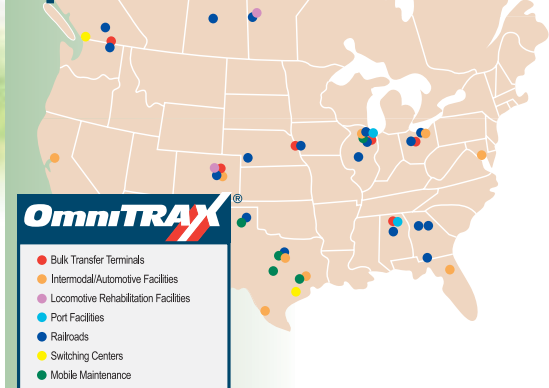 OmniTRAX®
Bulk Transfer Terminals
Intermodal/Automotive Facilities
Locomotive Rehabilitation Facilities
Port Facilities
Railroads
Switching Centers
Mobile Maintenance